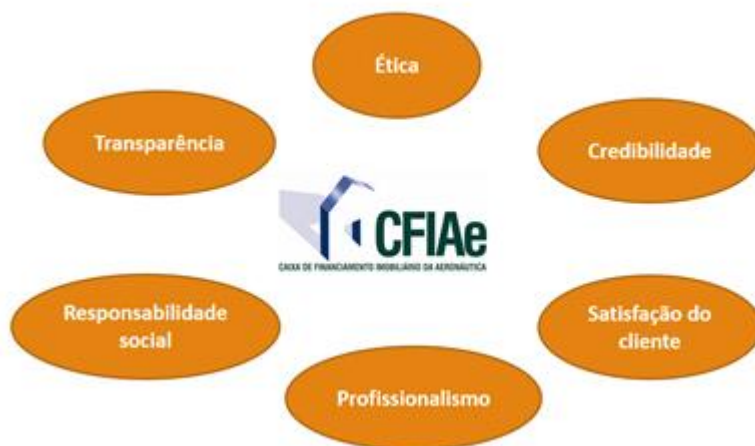 Ética
Transparência
Credibilidade
CFIAe
CAIXA DE FINANCIAMENTO IMOBILIÁRIO DA AERONÁUTICA
Responsabilidade
social
Satisfação do
cliente
Profissionalismo